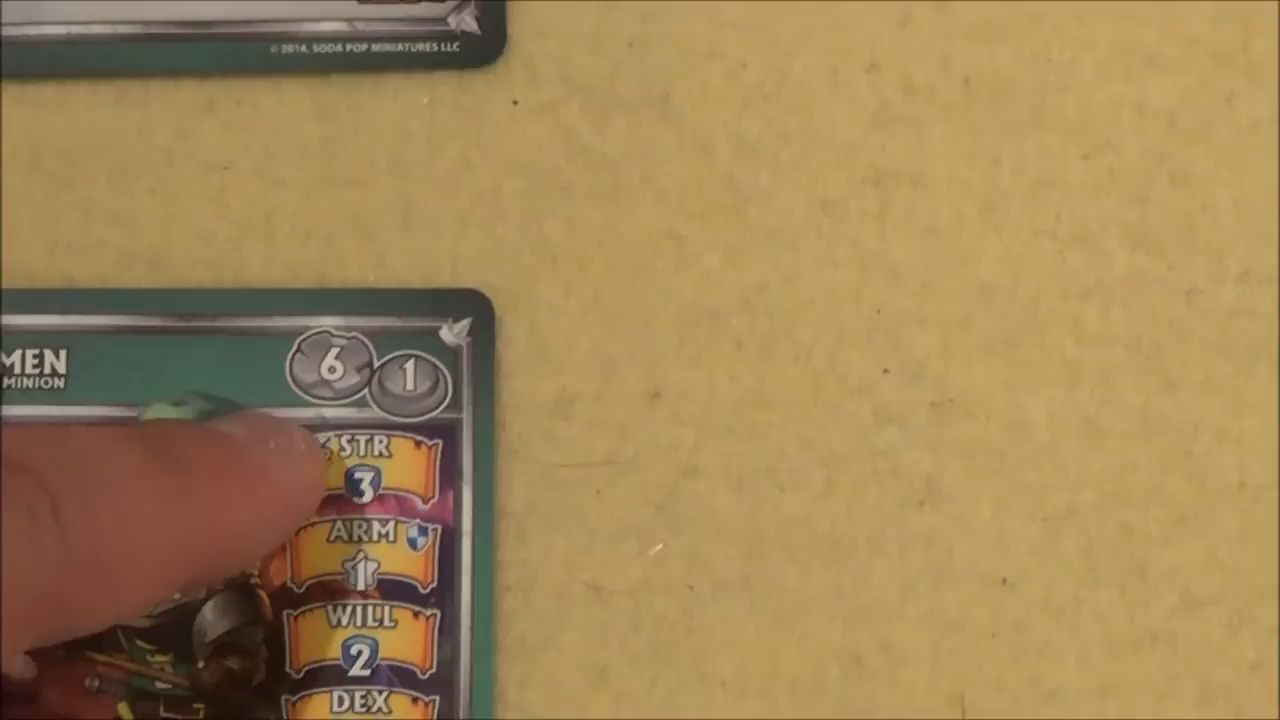 © 2014, SODA POP MINIATURES LLC
MEN
MINION
6
1
STR
3
ARM
1
WILL
2
DEX